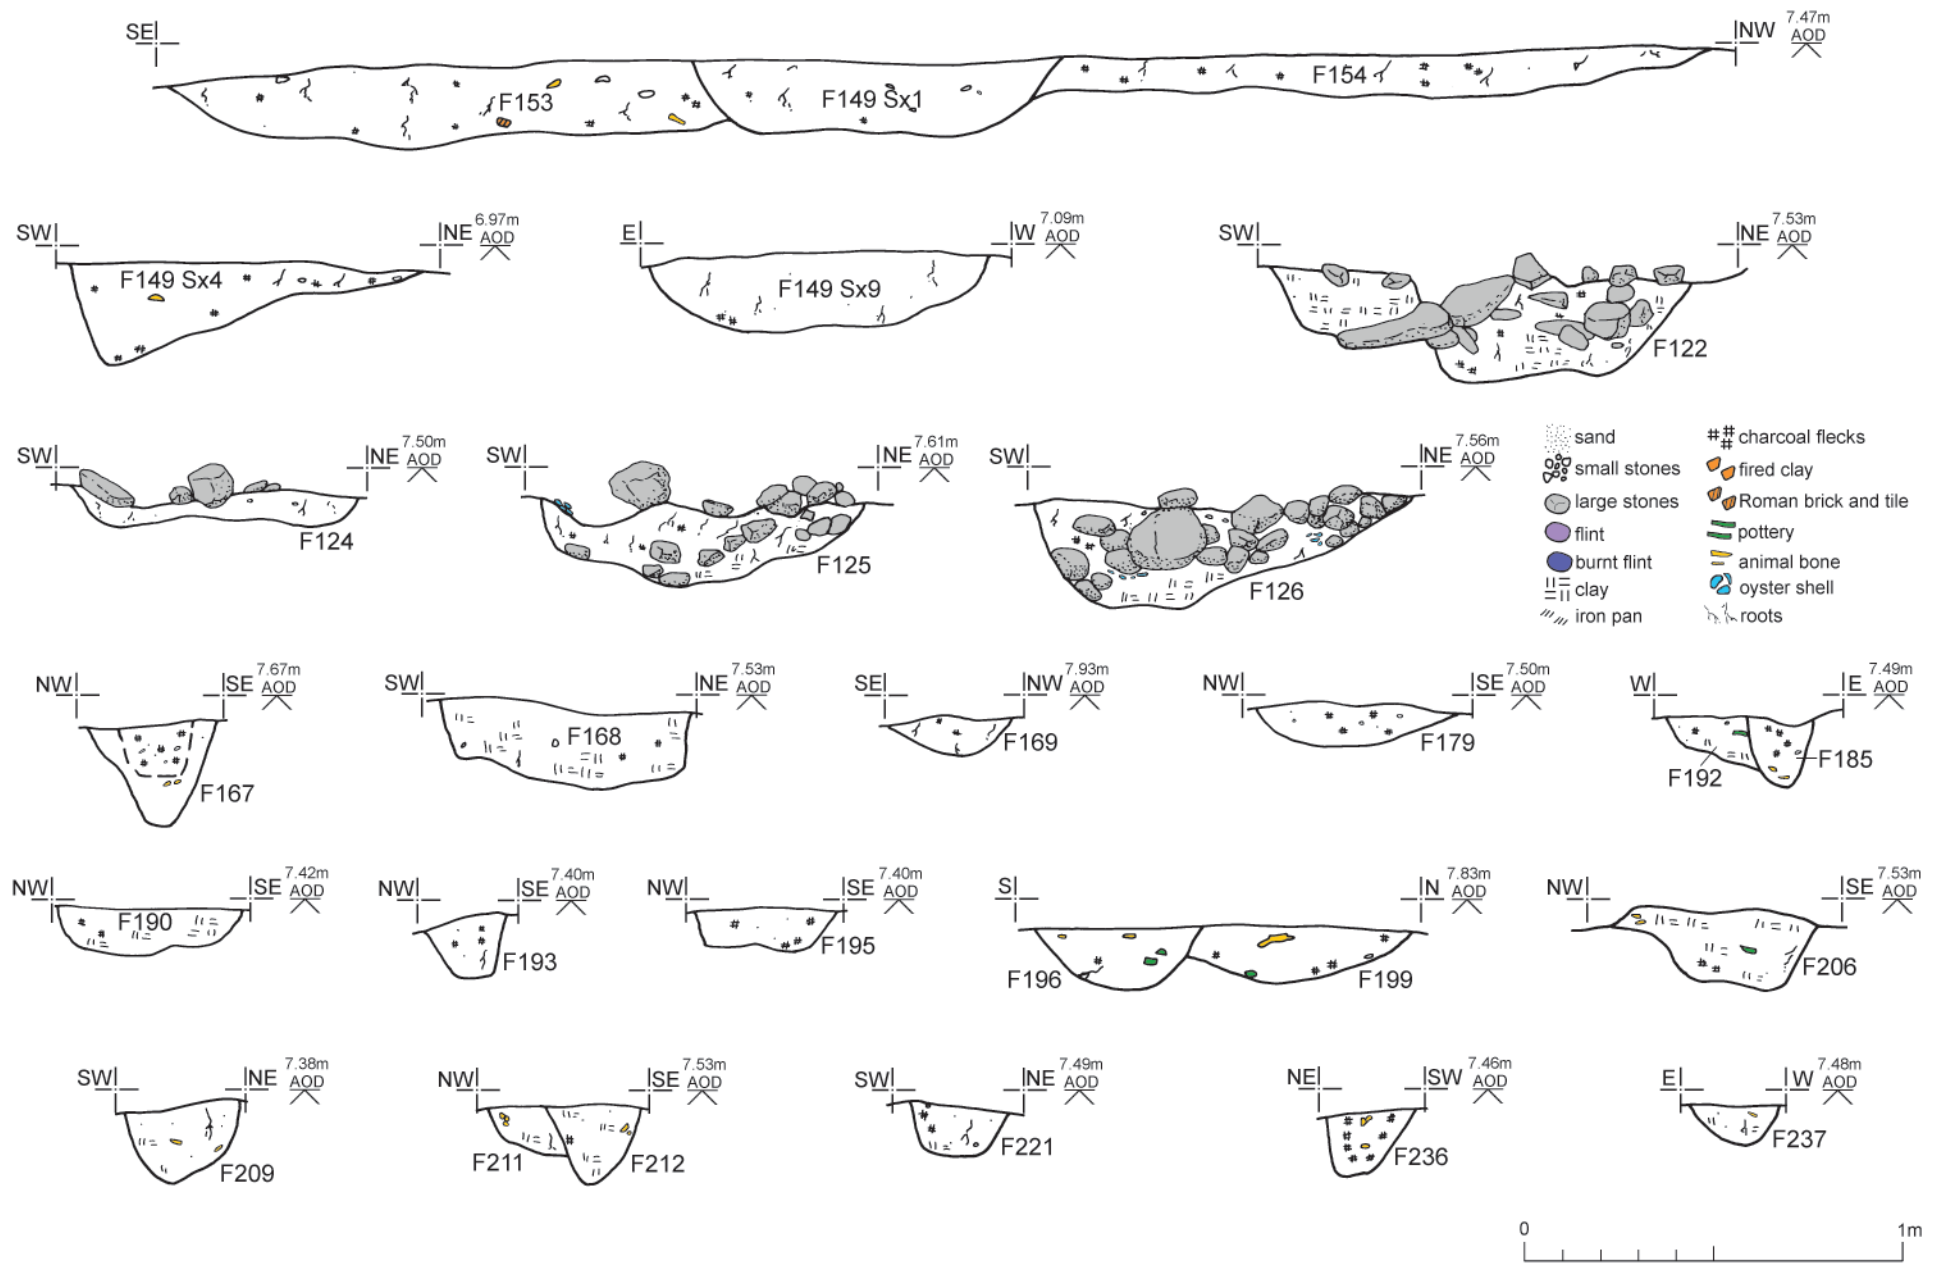 SE
NW
7.47m
AOD
F153
F149 Sx1
F154
SW
NE
6.97m
AOD
F149 Sx4
E
W
7.09m
AOD
F149 Sx9
SW
NE
7.53m
AOD
F122
SW
NE
7.50m
AOD
F124
SW
NE
7.61m
AOD
F125
SW
NE
7.56m
AOD
F126
sand
small stones
large stones
flint
burnt flint
clay
iron pan
charcoal flecks
fired clay
Roman brick and tile
pottery
animal bone
oyster shell
roots
NW
SE
7.67m
AOD
F167
SW
NE
7.53m
AOD
F168
SE
NW
7.93m
AOD
F169
NW
SE
7.50m
AOD
F179
W
E
7.49m
AOD
F192
F185
NW
SE
7.42m
AOD
F190
NW
SE
7.40m
AOD
F193
NW
SE
7.40m
AOD
F195
S
N
7.83m
AOD
F196
F199
NW
SE
7.53m
AOD
F206
SW
NE
7.38m
AOD
F209
NW
SE
7.53m
AOD
F211
F212
SW
NE
7.49m
AOD
F221
NE
SW
7.46m
AOD
F236
E
W
7.48m
AOD
F237
0
1m